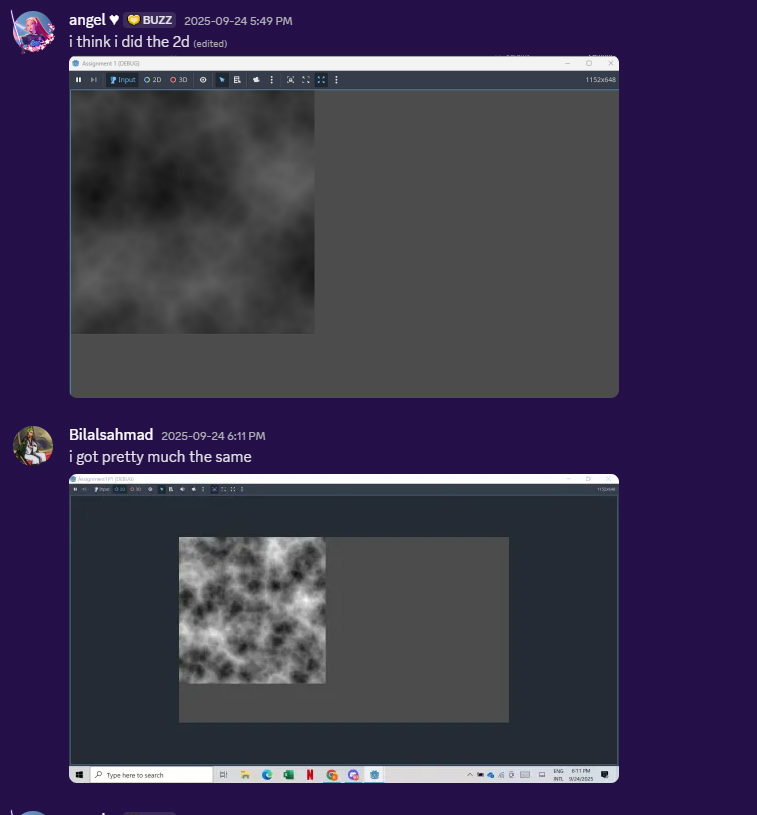 angel ♥ BUZZ 2025-09-24 5:49 PM
i think i did the 2d (edited)
Assignment 1 (DEBUG)
Input 2D 3D 1152x648
Bilalsahmad 2025-09-24 6:11 PM
i got pretty much the same
Assignment1P1 (DEBUG)
Input 2D 3D 1152x648
Type here to search
ENG 6:11 PM
INTL 9/24/2025